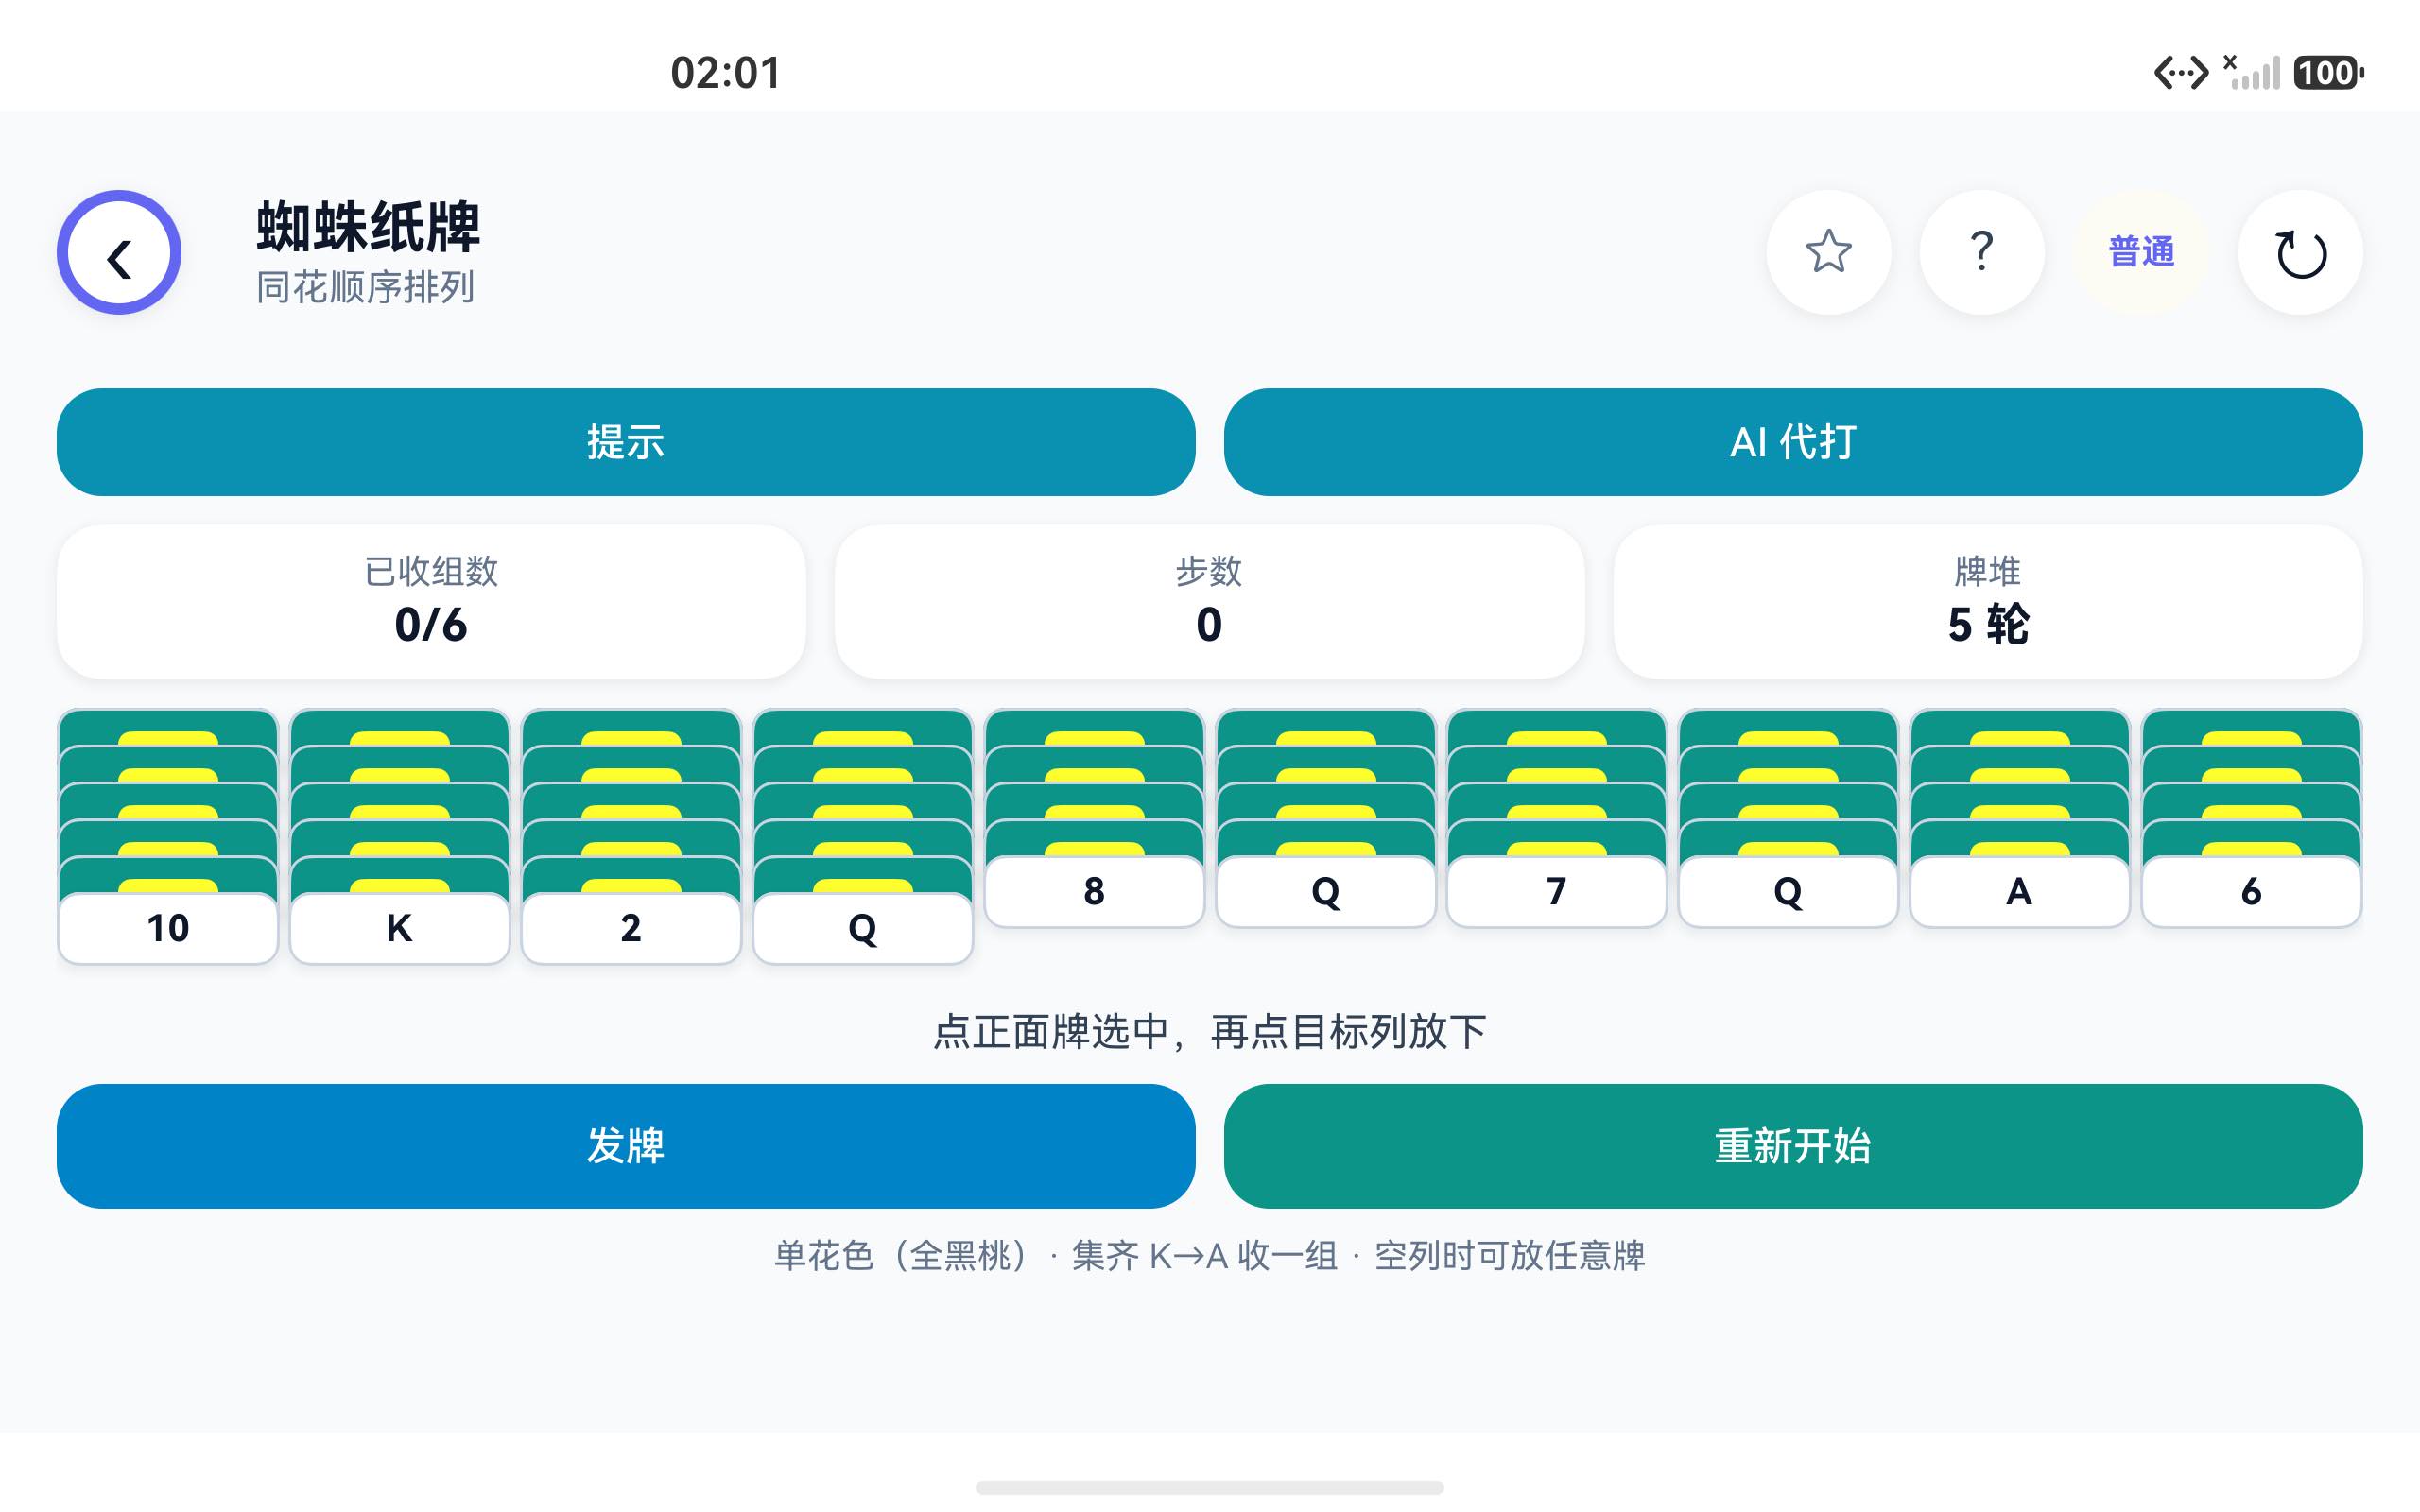 02:01
100
蜘蛛纸牌
同花顺序排列
?
普通
提示
AI 代打
已收组数
0/6
步数
0
牌堆
5 轮
10
K
2
Q
8
Q
7
Q
A
6
点正面牌选中，再点目标列放下
发牌
重新开始
单花色（全黑桃）· 集齐 K→A 收一组 · 空列时可放任意牌